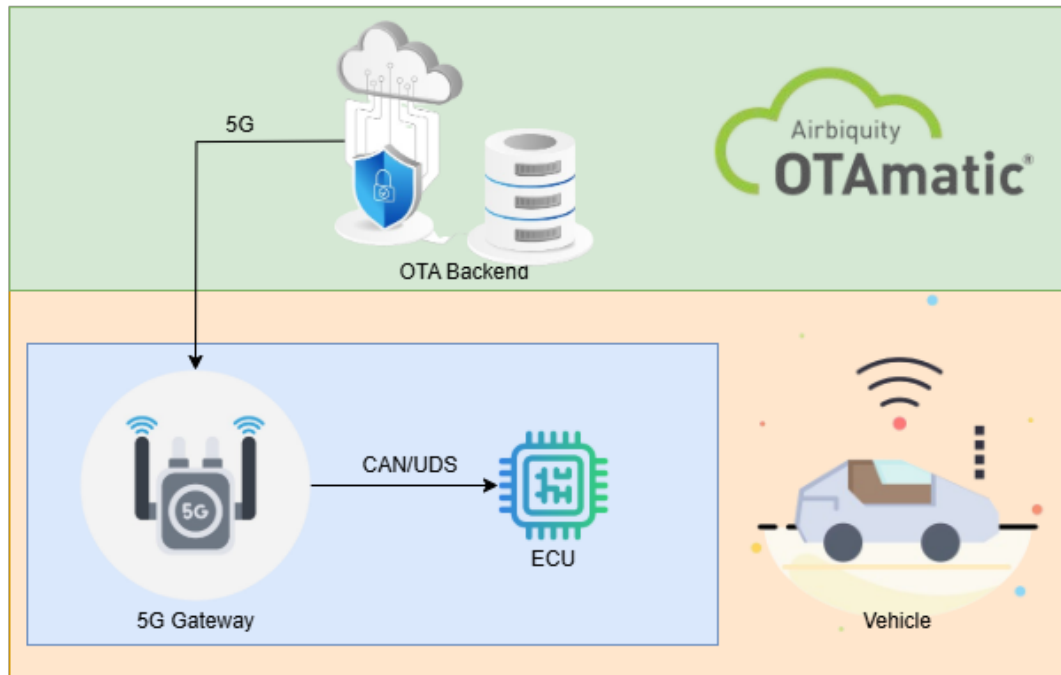 5G
Airbiquity
OTAmatic®
OTA Backend
5G
CAN/UDS
ECU
5G Gateway
Vehicle